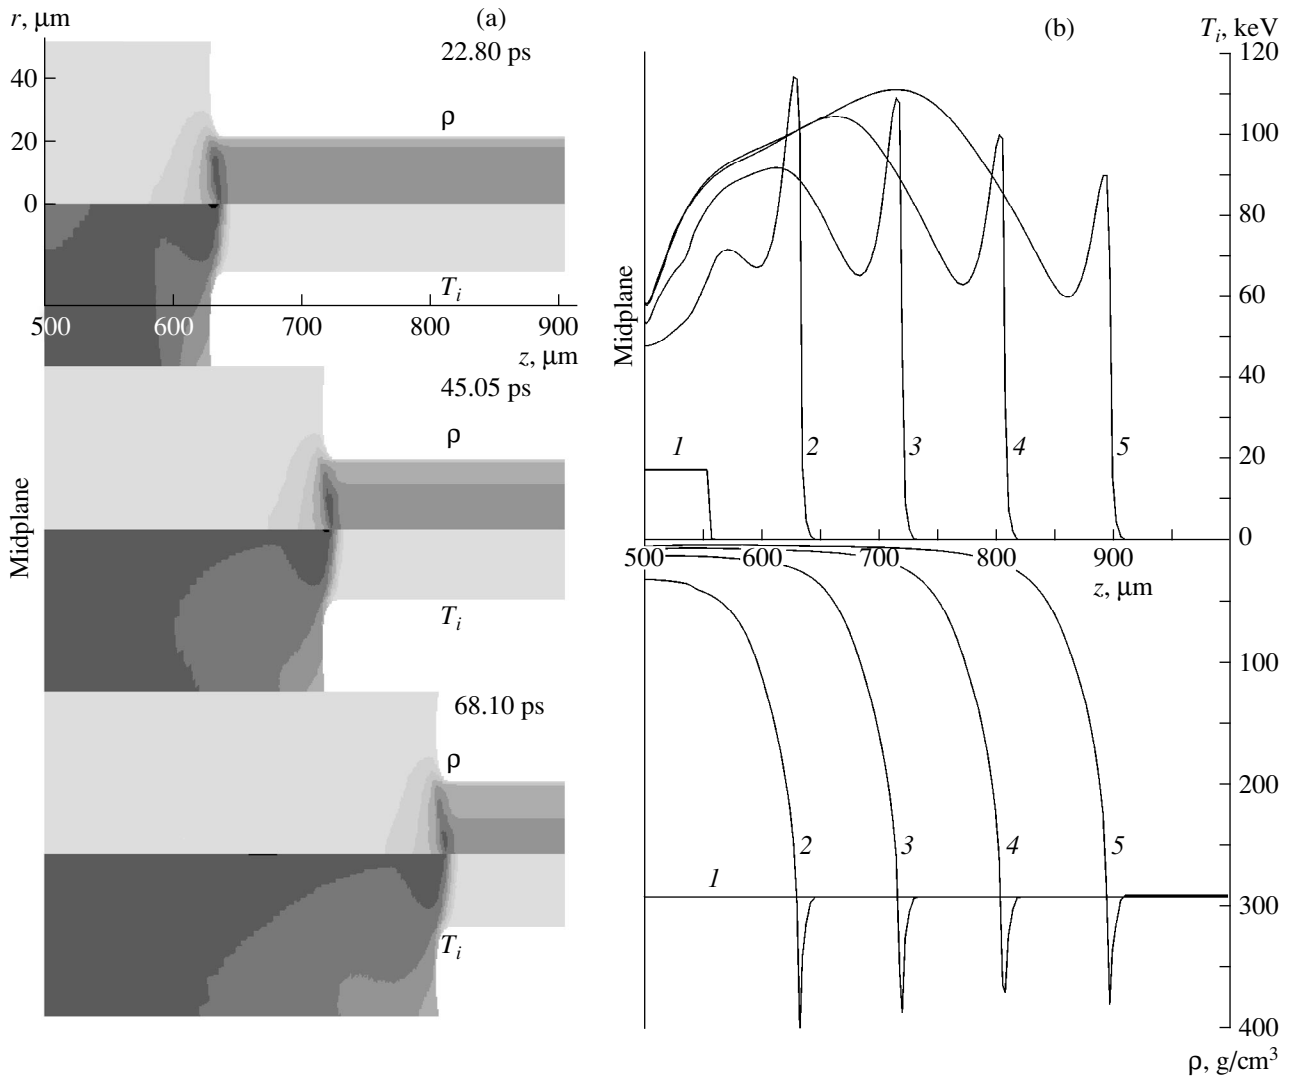 r, μm
(a)
22.80 ps
40
20
0
ρ
T_i
500 600 700 800 900
z, μm
45.05 ps
ρ
T_i
Midplane
68.10 ps
ρ
T_i
(b)
T_i, keV
120
100
80
60
40
20
0
Midplane
1 2 3 4 5
500 600 700 800 900
z, μm
100
200
300
400
1 2 3 4 5
ρ, g/cm³